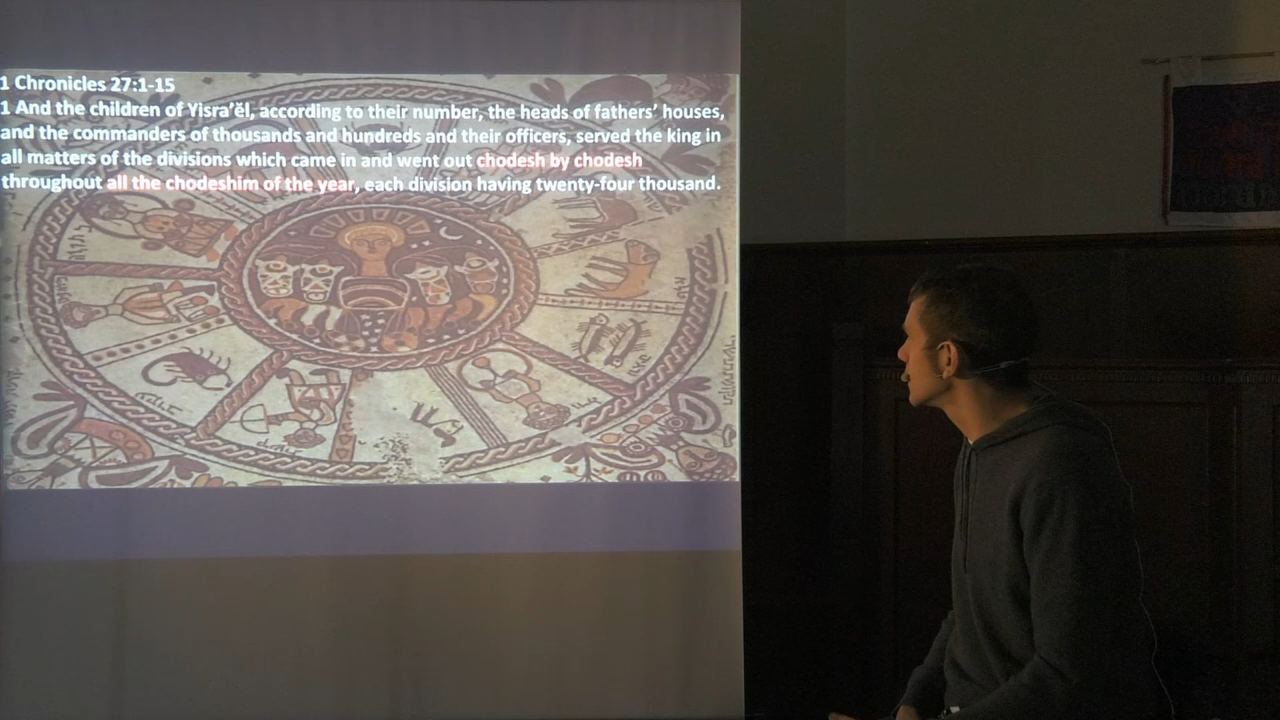 1 Chronicles 27:1-15
1 And the children of Yisra’ĕl, according to their number, the heads of fathers’ houses,
and the commanders of thousands and hundreds and their officers, served the king in
all matters of the divisions which came in and went out chodesh by chodesh
throughout all the chodeshim of the year, each division having twenty-four thousand.